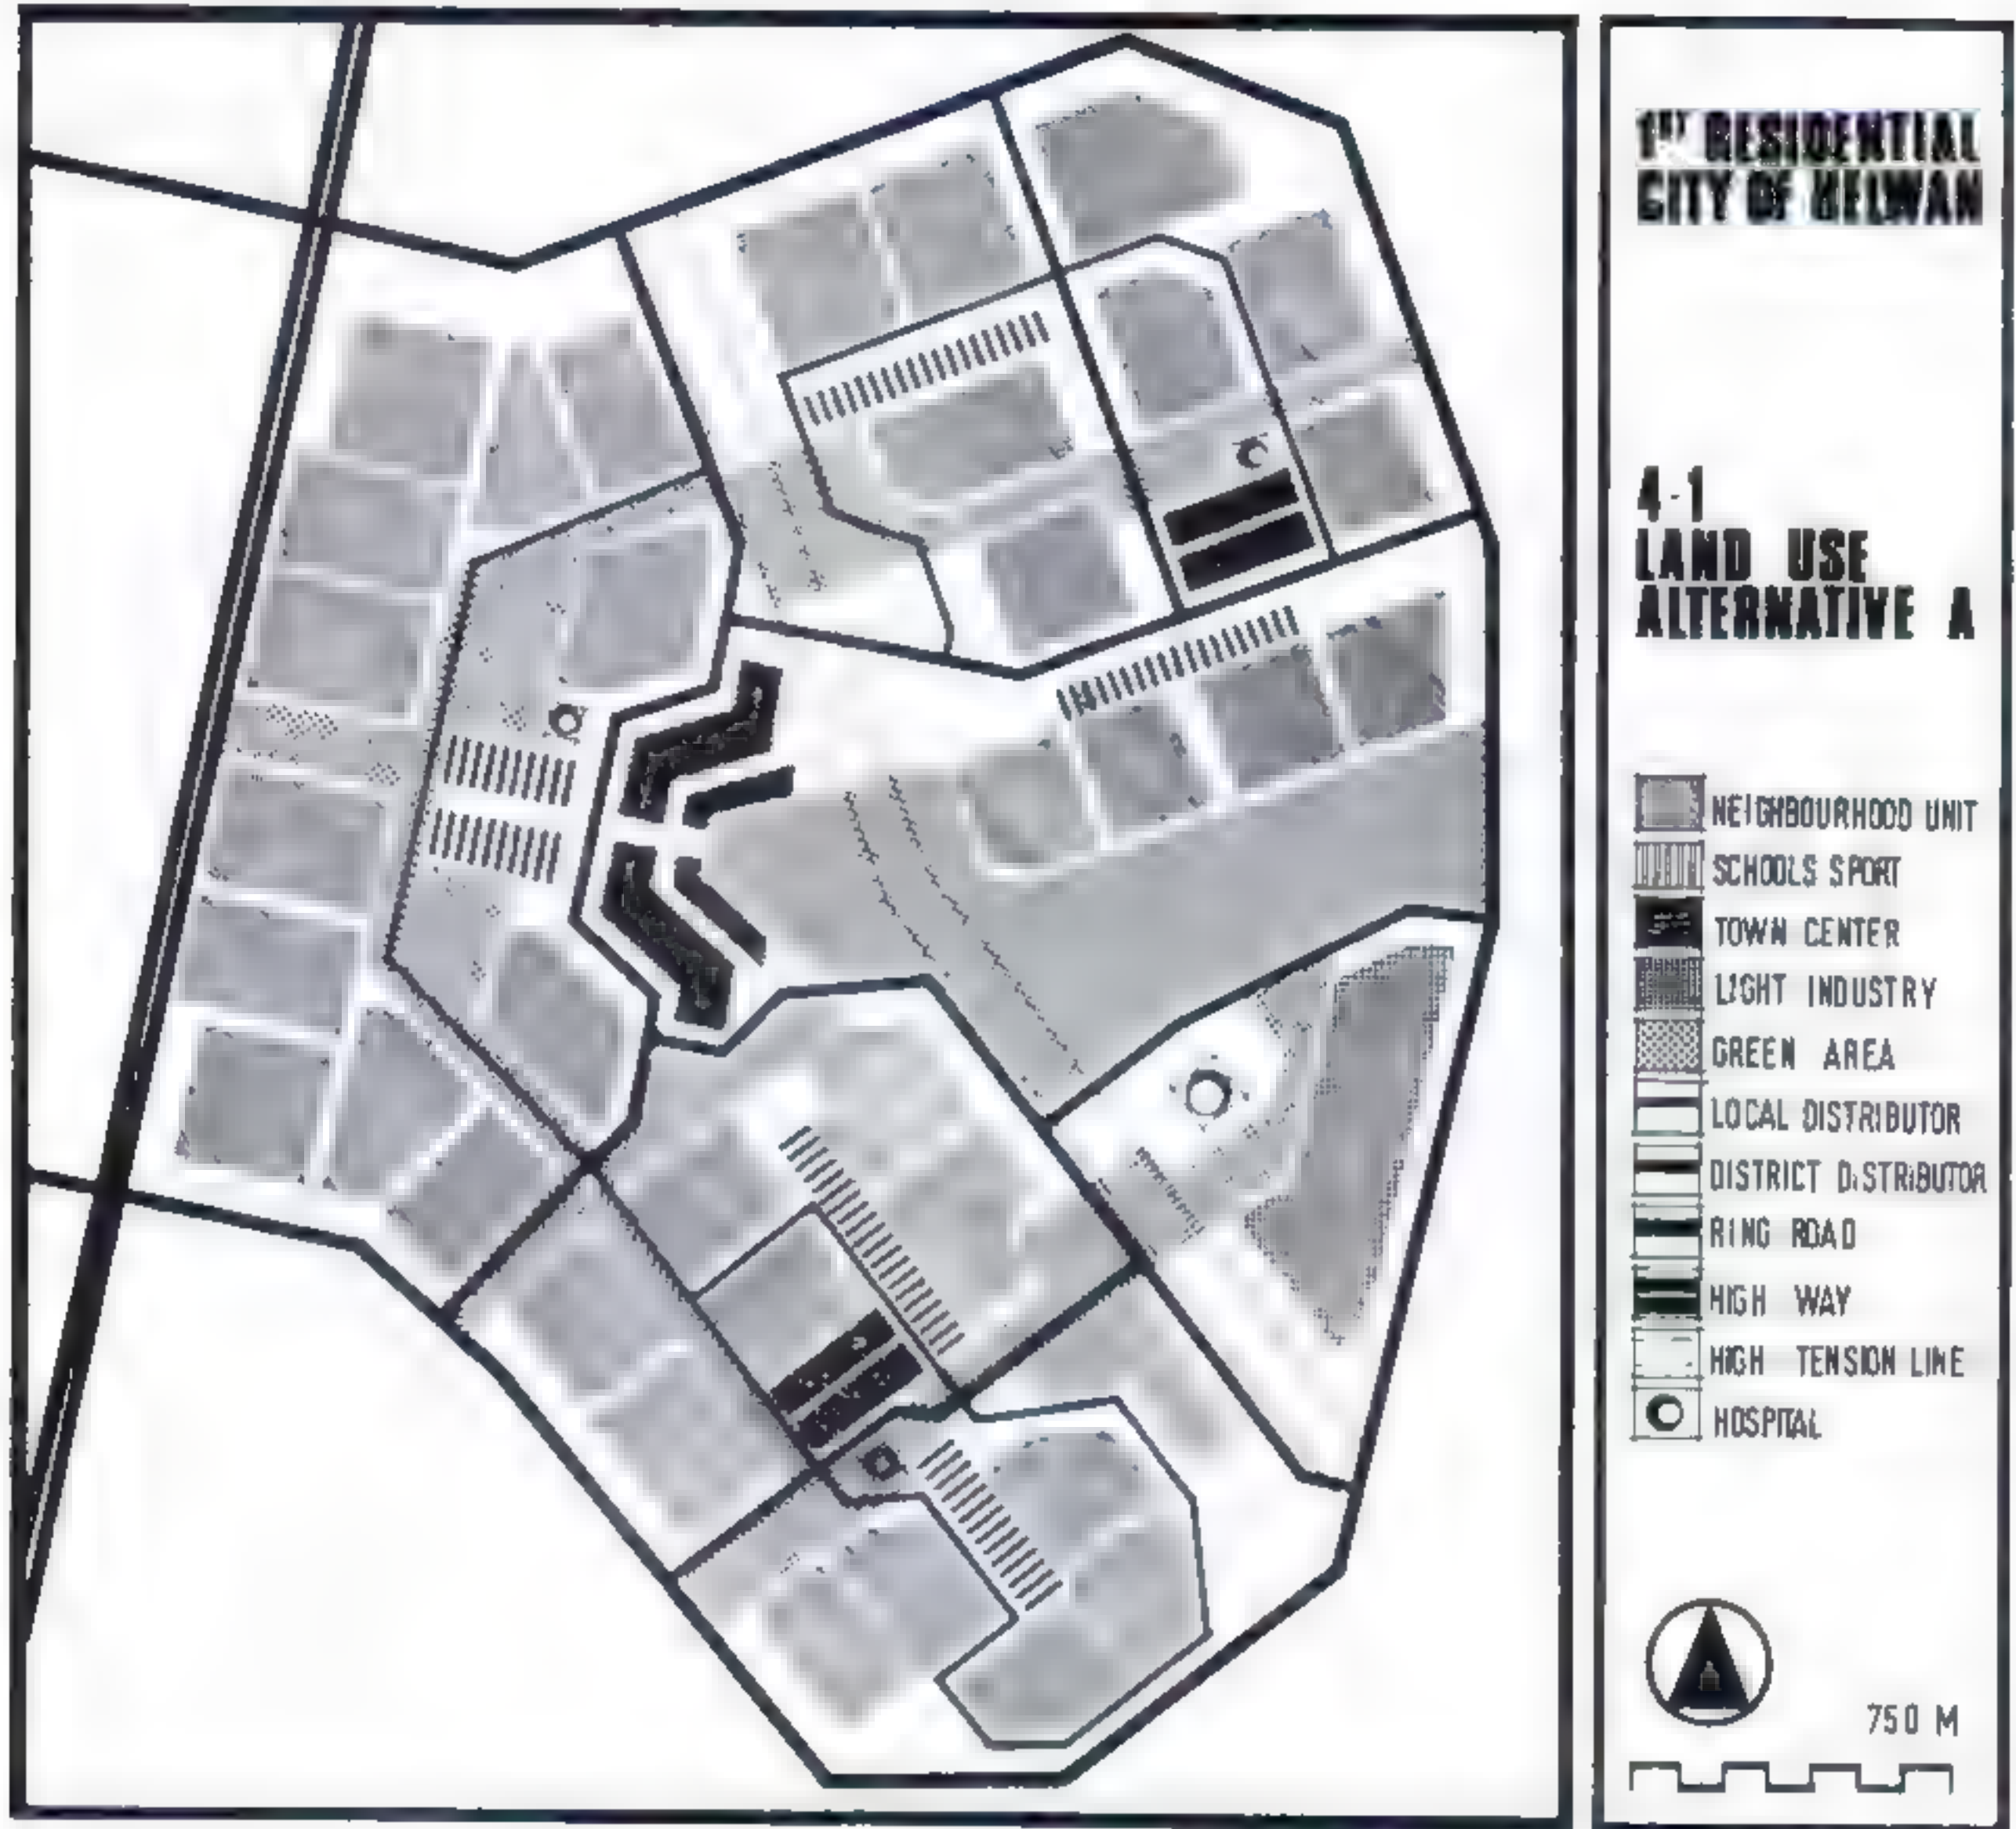 1ST RESIDENTIAL
CITY OF HELWAN
4-1
LAND USE
ALTERNATIVE A
NEIGHBOURHOOD UNIT
SCHOOLS SPORT
TOWN CENTER
LIGHT INDUSTRY
GREEN AREA
LOCAL DISTRIBUTOR
DISTRICT DISTRIBUTOR
RING ROAD
HIGH WAY
HIGH TENSION LINE
HOSPITAL
750 M